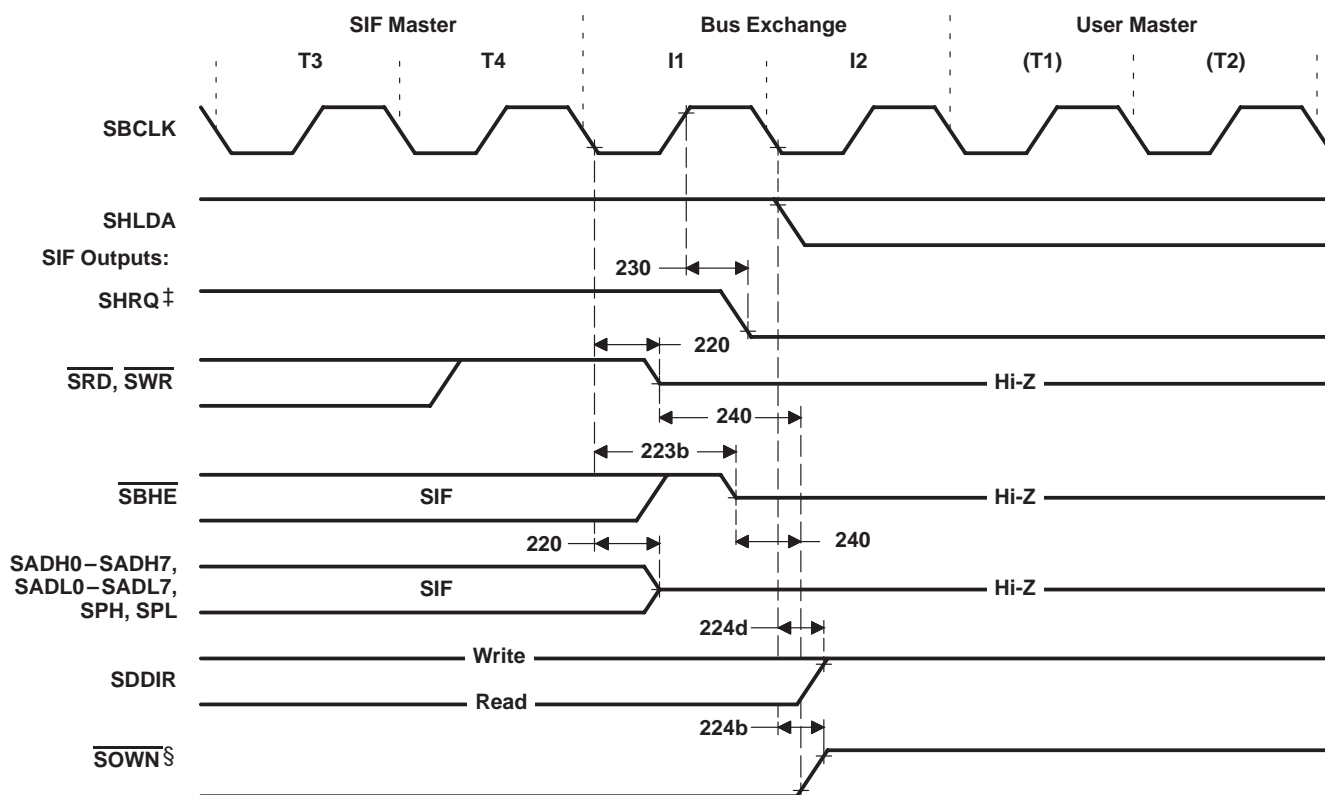 SIF Master Bus Exchange User Master
T3 T4 I1 I2 (T1) (T2)
SBCLK
SHLDA
SIF Outputs:
230
SHRQ‡
220
SRD, SWR Hi-Z
240
223b
SBHE SIF Hi-Z
220 240
SADH0–SADH7,
SADL0–SADL7, SIF Hi-Z
SPH, SPL
224d
Write
SDDIR
Read
224b
SOWN§